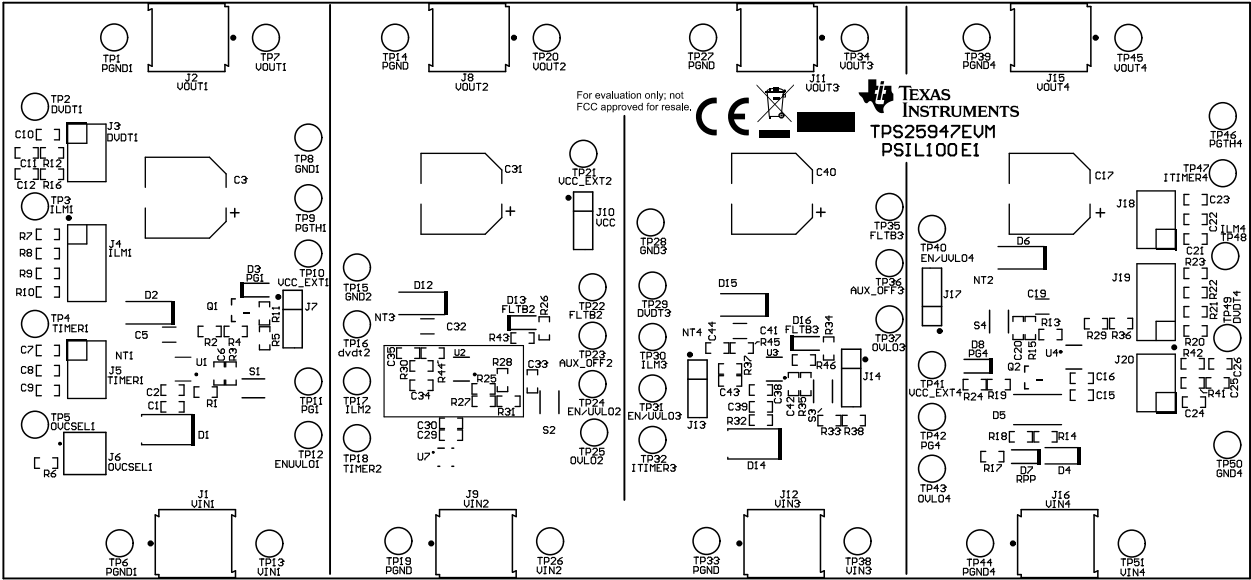 TP1
PGND1
J2
VOUT1
TP7
VOUT1
TP14
PGND
J8
VOUT2
TP20
VOUT2
TP27
PGND
J11
VOUT3
TP34
VOUT3
TP39
PGND4
J15
VOUT4
TP45
VOUT4
For evaluation only; not
FCC approved for resale.
CE
TEXAS
INSTRUMENTS
TPS25947EVM
PSIL100E1
TP2
DVDT1
C10
J3
DVDT1
C11
R12
C12
R16
TP3
ILM1
R7
R8
R9
R10
J4
ILM1
TP4
TIMER1
C7
C8
C9
J5
TIMER1
TP5
OVCSEL1
J6
OVCSEL1
R6
C3
TP8
GND1
TP9
PGTH1
TP10
VCC_EXT1
D3
PG1
J7
D2
Q1
R11
C5
R2
R4
R5
NT1
U1
C6
R3
C2
C1
R1
S1
D1
TP11
PG1
TP12
ENUVLO1
TP6
PGND1
J1
VIN1
TP13
VIN1
C31
TP21
VCC_EXT2
J10
VCC
TP15
GND2
D12
NT3
C32
D13
FLTB2
R26
R43
TP22
FLTB2
TP16
dvdt2
C35
R30
R44
U2
R28
C33
TP23
AUX_OFF2
R25
C34
R27
R31
TP17
ILM2
TP24
EN/UVLO2
S2
C30
C29
U7
TP18
TIMER2
TP25
OVLO2
TP19
PGND
J9
VIN2
TP26
VIN2
C40
TP28
GND3
TP35
FLTB3
TP29
DVDT3
D15
TP36
AUX_OFF3
NT4
C44
C41
R45
D16
FLTB3
R34
TP37
OVLO3
TP30
ILM3
R37
U3
R46
J14
J13
C38
C39
R32
C42
R35
S3
R33
R38
TP31
EN/UVLO3
TP32
ITIMER3
D14
TP33
PGND
J12
VIN3
TP38
VIN3
C17
TP46
PGTH4
TP47
ITIMER4
J18
C23
C22
C21
ILM4
TP48
TP40
EN/UVLO4
D6
NT2
J17
C19
J19
R23
R22
R21
R20
TP49
DVDT4
S4
C20
R15
R13
U4
R29
R36
D8
PG4
Q2
TP41
VCC_EXT4
R24
R19
C16
C15
J20
R42
C26
C25
R41
C24
TP42
PG4
D5
R18
R14
R17
D7
RPP
D4
TP43
OVLO4
TP50
GND4
TP44
PGND4
J16
VIN4
TP51
VIN4